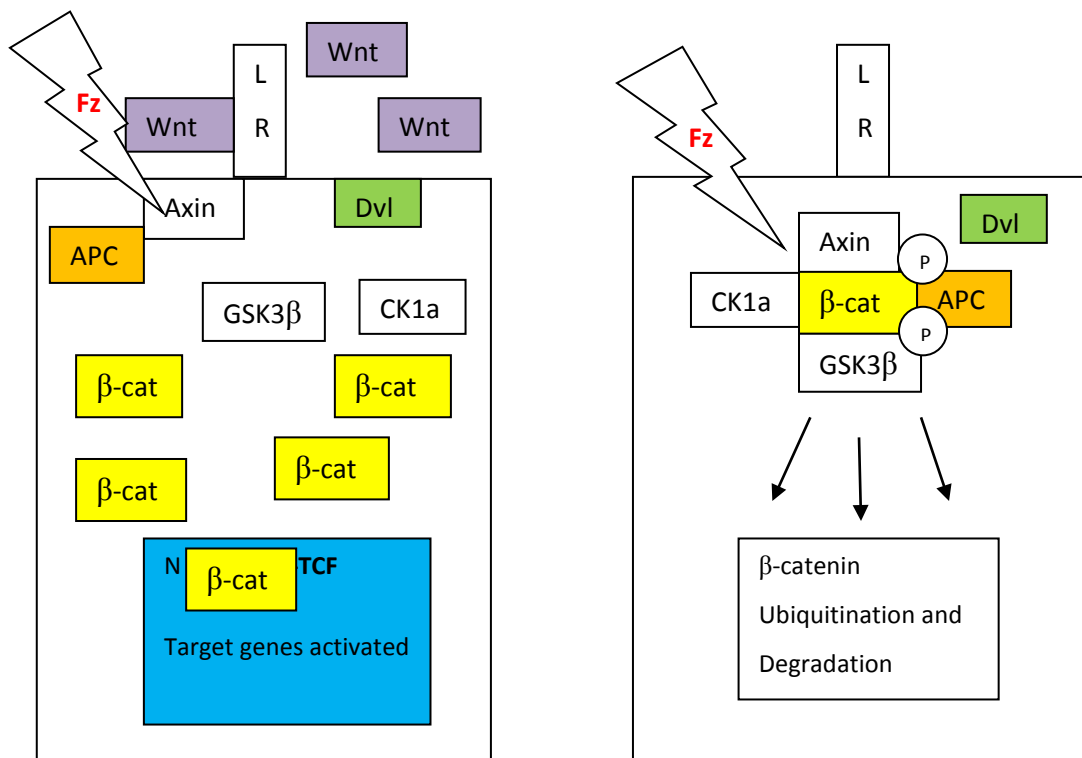 Wnt
L
R
Fz
Wnt
Wnt
Axin
Dvl
APC
GSK3β
CK1a
β-cat
β-cat
β-cat
β-cat
N
β-cat
-TCF
Target genes activated
L
R
Fz
Dvl
Axin
P
CK1a
β-cat
APC
P
GSK3β
β-catenin
Ubiquitination and
Degradation